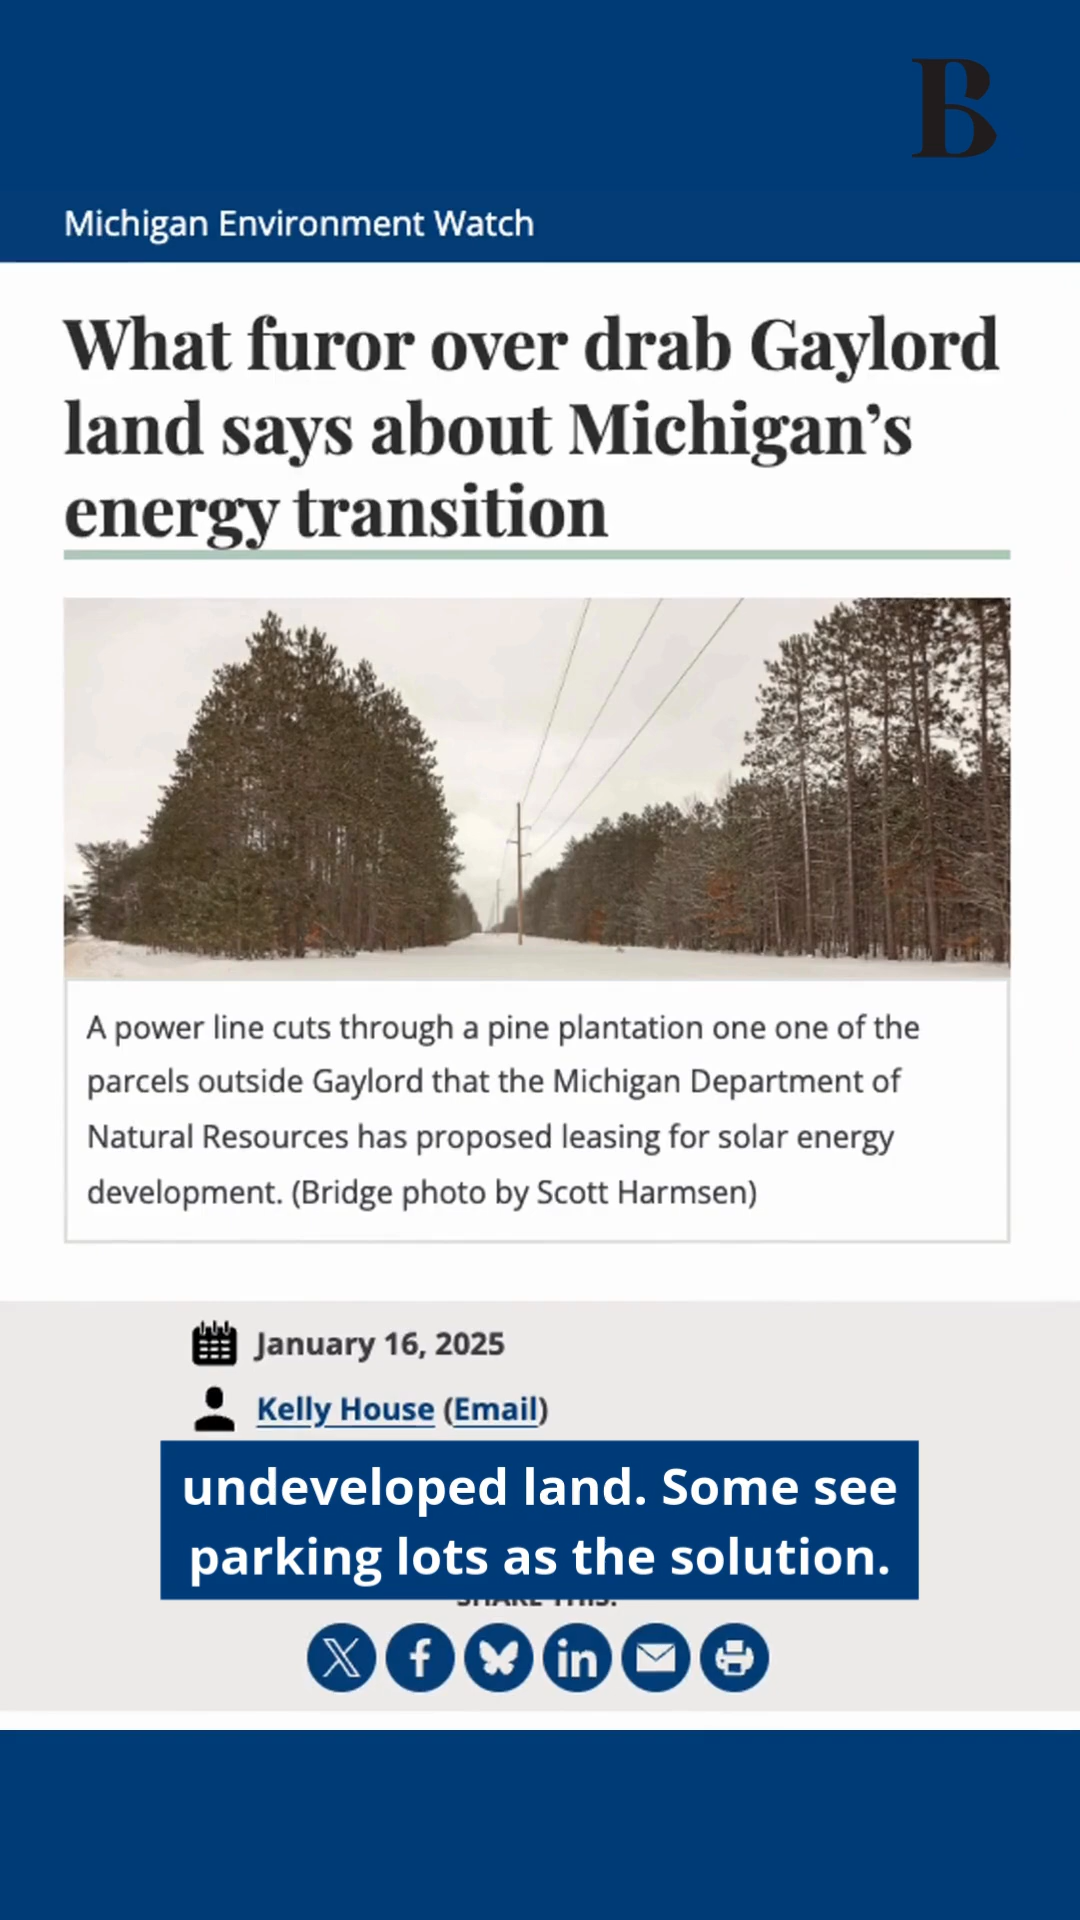 B
Michigan Environment Watch
What furor over drab Gaylord
land says about Michigan's
energy transition
A power line cuts through a pine plantation one one of the
parcels outside Gaylord that the Michigan Department of
Natural Resources has proposed leasing for solar energy
development. (Bridge photo by Scott Harmsen)
January 16, 2025
Kelly House (Email)
undeveloped land. Some see
parking lots as the solution.